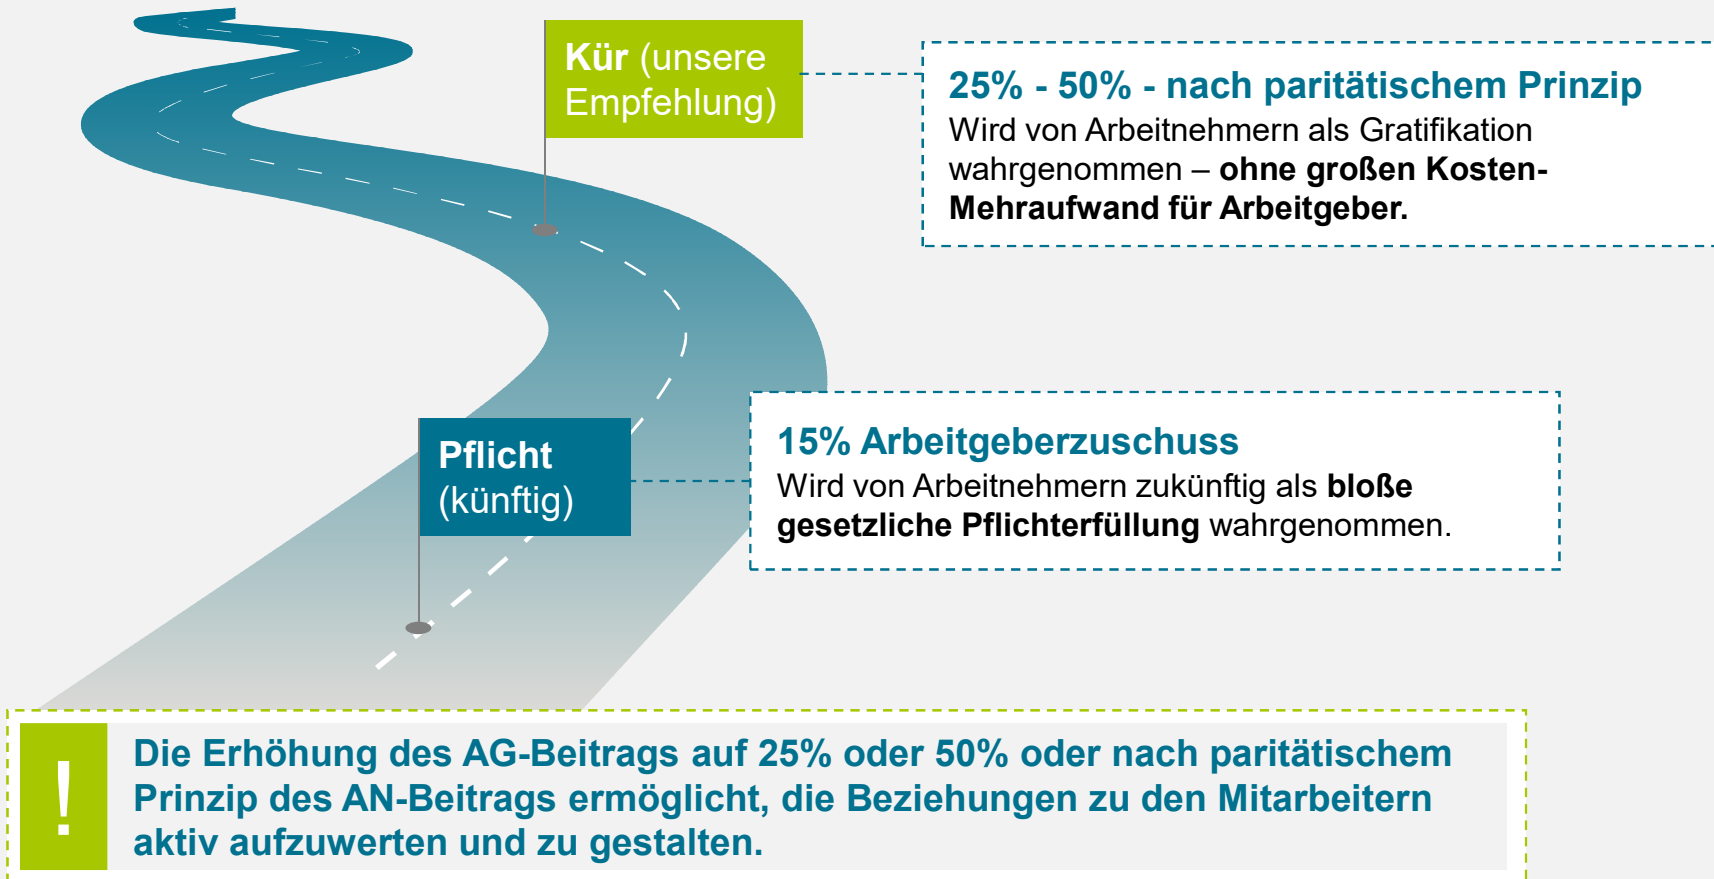 Kür (unsere
Empfehlung)
25% - 50% - nach paritätischem Prinzip
Wird von Arbeitnehmern als Gratifikation
wahrgenommen – ohne großen Kosten-
Mehraufwand für Arbeitgeber.
Pflicht
(künftig)
15% Arbeitgeberzuschuss
Wird von Arbeitnehmern zukünftig als bloße
gesetzliche Pflichterfüllung wahrgenommen.
!
Die Erhöhung des AG-Beitrags auf 25% oder 50% oder nach paritätischem
Prinzip des AN-Beitrags ermöglicht, die Beziehungen zu den Mitarbeitern
aktiv aufzuwerten und zu gestalten.